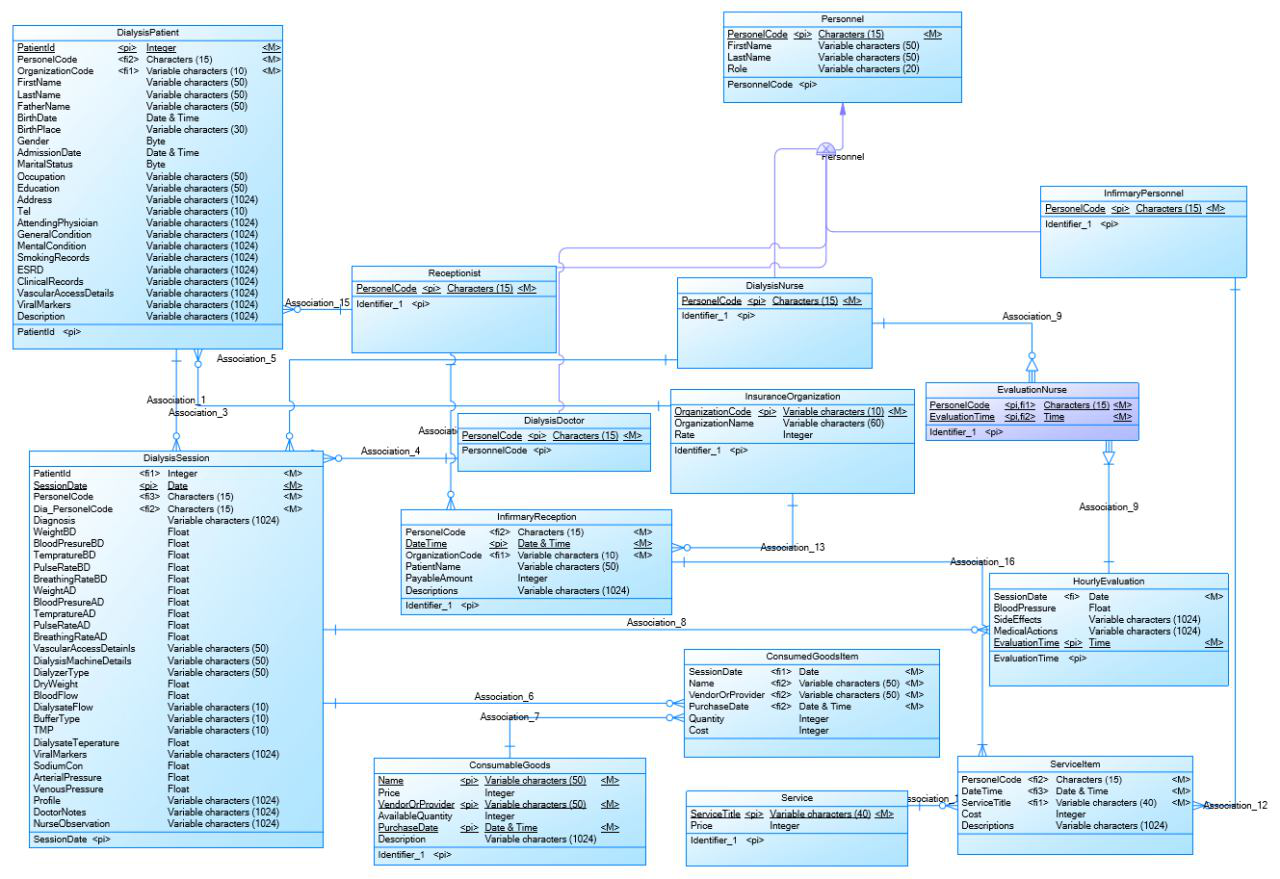 DialysisPatient
PatientId <pi> Integer <M>
PersonelCode <fi2> Characters (15) <M>
OrganizationCode <fi1> Variable characters (10) <M>
FirstName Variable characters (50)
LastName Variable characters (50)
FatherName Variable characters (50)
BirthDate Date & Time
BirthPlace Variable characters (30)
Gender Byte
AdmissionDate Date & Time
MaritalStatus Byte
Occupation Variable characters (50)
Education Variable characters (50)
Address Variable characters (1024)
Tel Variable characters (10)
AttendingPhysician Variable characters (1024)
GeneralCondition Variable characters (1024)
MentalCondition Variable characters (1024)
SmokingRecords Variable characters (1024)
ESRD Variable characters (1024)
ClinicalRecords Variable characters (1024)
VascularAccessDetails Variable characters (1024)
ViralMarkers Variable characters (1024)
Description Variable characters (1024)
PatientId <pi>
Personnel
PersonelCode <pi> Characters (15) <M>
FirstName Variable characters (50)
LastName Variable characters (50)
Role Variable characters (20)
PersonnelCode <pi>
Personnel
InfirmaryPersonnel
PersonelCode <pi> Characters (15) <M>
Identifier_1 <pi>
Receptionist
PersonelCode <pi> Characters (15) <M>
Identifier_1 <pi>
Association_15
DialysisNurse
PersonelCode <pi> Characters (15) <M>
Identifier_1 <pi>
Association_9
Association_5
Association_1
Association_3
EvaluationNurse
PersonelCode <pi,fi1> Characters (15) <M>
EvaluationTime <pi,fi2> Time <M>
Identifier_1 <pi>
InsuranceOrganization
OrganizationCode <pi> Variable characters (10) <M>
OrganizationName Variable characters (60)
Rate Integer
Identifier_1 <pi>
DialysisDoctor
PersonelCode <pi> Characters (15) <M>
PersonnelCode <pi>
Associati
Association_4
DialysisSession
PatientId <fi1> Integer <M>
SessionDate <pi> Date <M>
PersonelCode <fi3> Characters (15) <M>
Dia_PersonelCode <fi2> Characters (15) <M>
Diagnosis Variable characters (1024)
WeightBD Float
BloodPresureBD Float
TempratureBD Float
PulseRateBD Float
BreathingRateBD Float
WeightAD Float
BloodPresureAD Float
TempratureAD Float
PulseRateAD Float
BreathingRateAD Float
VascularAccessDetainls Variable characters (50)
DialysisMachineDetails Variable characters (50)
DialyzerType Variable characters (50)
DryWeight Float
BloodFlow Float
DialysateFlow Variable characters (10)
BufferType Variable characters (10)
TMP Variable characters (10)
DialysateTeperature Float
ViralMarkers Variable characters (1024)
SodiumCon Float
ArterialPressure Float
VenousPressure Float
Profile Variable characters (1024)
DoctorNotes Variable characters (1024)
NurseObservation Variable characters (1024)
SessionDate <pi>
InfirmaryReception
PersonelCode <fi2> Characters (15) <M>
DateTime <pi> Date & Time <M>
OrganizationCode <fi1> Variable characters (10) <M>
PatientName Variable characters (50)
PayableAmount Integer
Descriptions Variable characters (1024)
Identifier_1 <pi>
Association_9
Association_13
Association_16
HourlyEvaluation
SessionDate <fi> Date <M>
BloodPressure Float
SideEffects Variable characters (1024)
MedicalActions Variable characters (1024)
EvaluationTime <pi> Time <M>
EvaluationTime <pi>
Association_8
ConsumedGoodsItem
SessionDate <fi1> Date <M>
Name <fi2> Variable characters (50) <M>
VendorOrProvider <fi2> Variable characters (50) <M>
PurchaseDate <fi2> Date & Time <M>
Quantity Integer
Cost Integer
Association_6
Association_7
ConsumableGoods
Name <pi> Variable characters (50) <M>
Price Integer
VendorOrProvider <pi> Variable characters (50) <M>
AvailableQuantity Integer
PurchaseDate <pi> Date & Time <M>
Description Variable characters (1024)
Identifier_1 <pi>
Service
ServiceTitle <pi> Variable characters (40) <M>
Price Integer
Identifier_1 <pi>
ssociation_1
ServiceItem
PersonelCode <fi2> Characters (15) <M>
DateTime <fi3> Date & Time <M>
ServiceTitle <fi1> Variable characters (40) <M>
Cost Integer
Descriptions Variable characters (1024)
Association_12